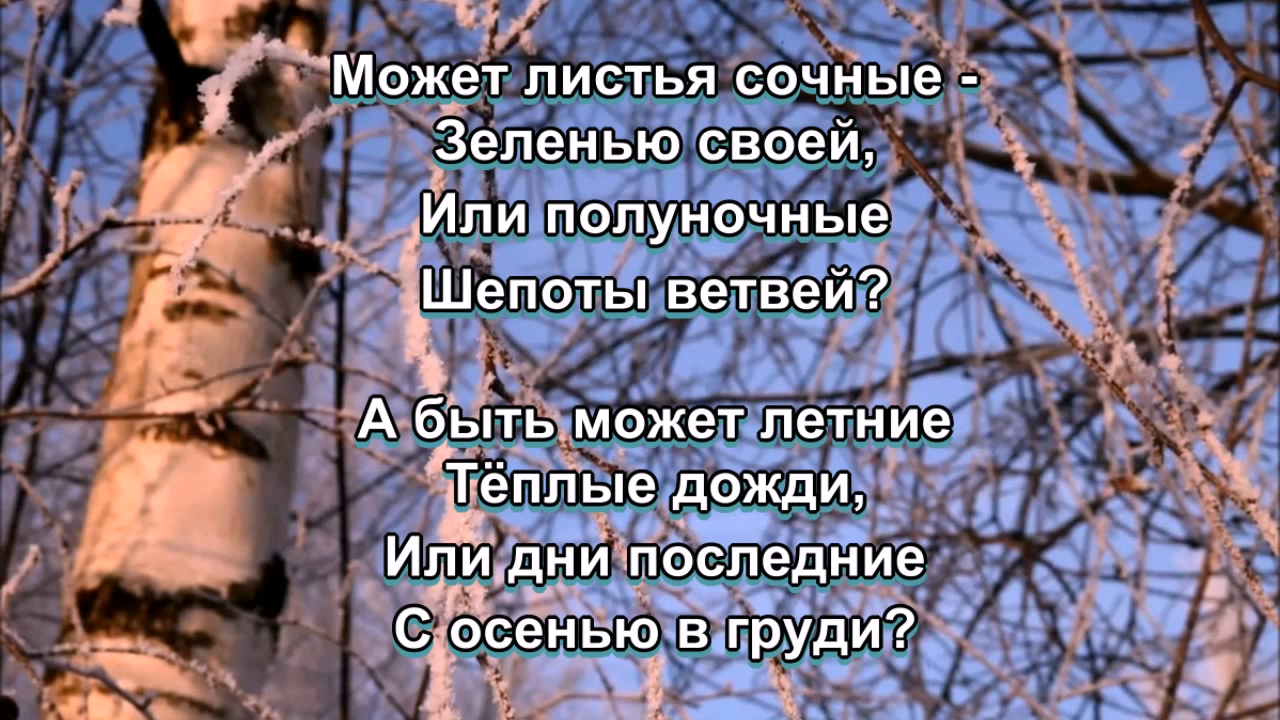 Может листья сочные -
Зеленью своей,
Или полуночные
Шепоты ветвей?
А быть может летние
Тёплые дожди,
Или дни последние
С осенью в груди?